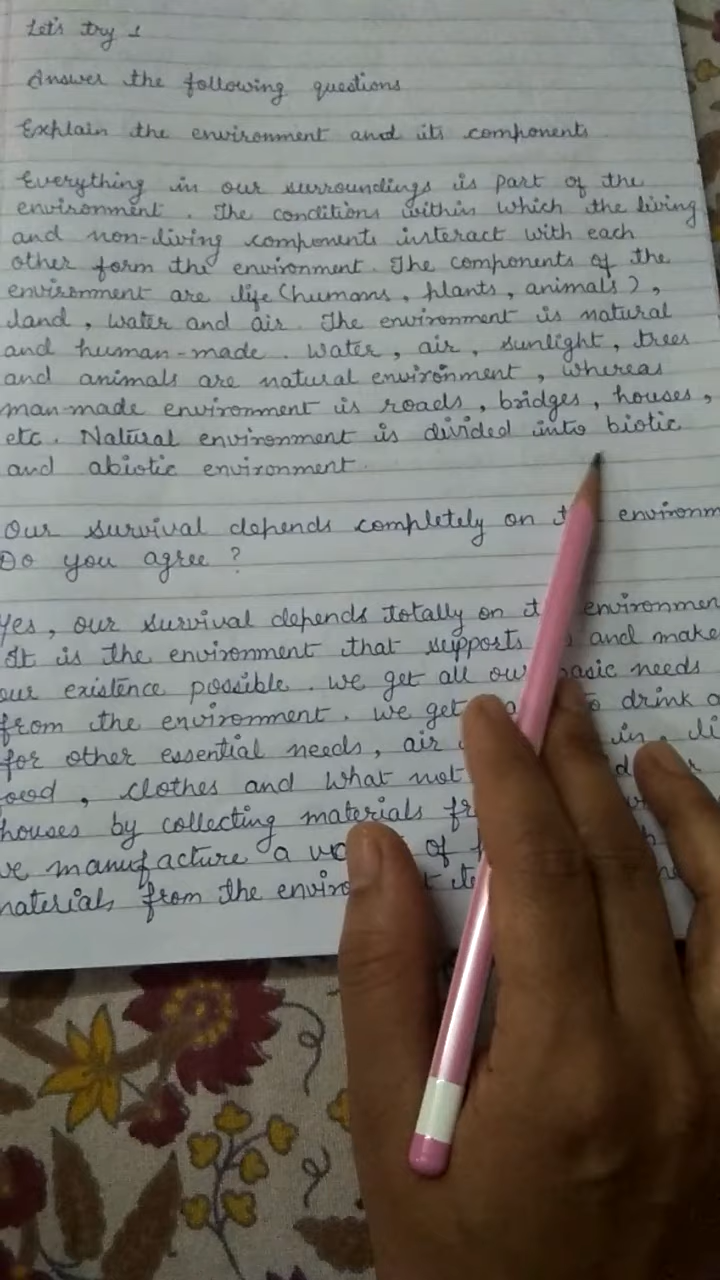 Let's try 1
Answer the following questions
Explain the environment and its components
Everything in our surroundings is part of the
environment. The conditions within which the living
and non-living components interact with each
other form the environment. The components of the
environment are life (humans, plants, animals),
land, water and air. The environment is natural
and human-made. Water, air, sunlight, trees
and animals are natural environment, whereas
man-made environment is roads, bridges, houses,
etc. Natural environment is divided into biotic
and abiotic environment.
Our survival depends completely on environm
Do you agree?
Yes, our survival depends totally on environmen
It is the environment that supports and make
our existence possible. We get all our basic needs
from the environment. We get to drink
for other essential needs, air in,
food, clothes and what not
houses by collecting materials
we manufacture a of
materials from the